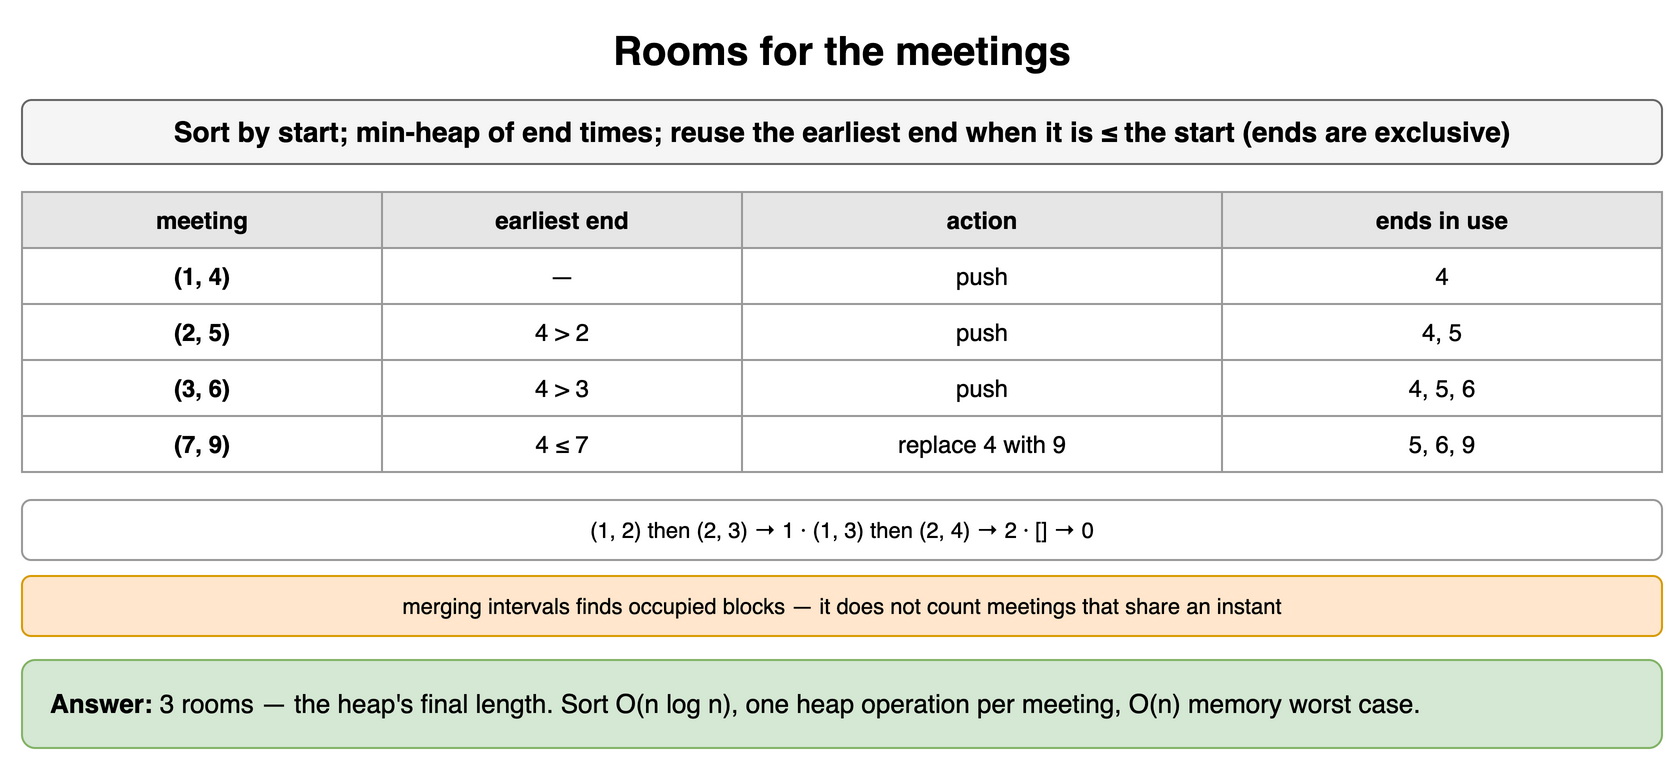 Rooms for the meetings
Sort by start; min-heap of end times; reuse the earliest end when it is ≤ the start (ends are exclusive)
meeting earliest end action ends in use
(1, 4) — push 4
(2, 5) 4 > 2 push 4, 5
(3, 6) 4 > 3 push 4, 5, 6
(7, 9) 4 ≤ 7 replace 4 with 9 5, 6, 9
(1, 2) then (2, 3) → 1 · (1, 3) then (2, 4) → 2 · [] → 0
merging intervals finds occupied blocks — it does not count meetings that share an instant
Answer: 3 rooms — the heap's final length. Sort O(n log n), one heap operation per meeting, O(n) memory worst case.